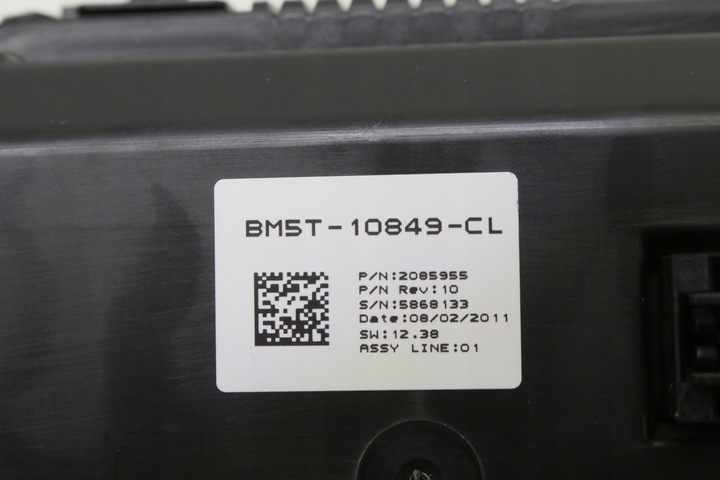 BM5T-10849-CL
P/N:2085955
P/N Rev:10
S/N:5868133
Date:08/02/2011
SW:12.38
ASSY LINE:01